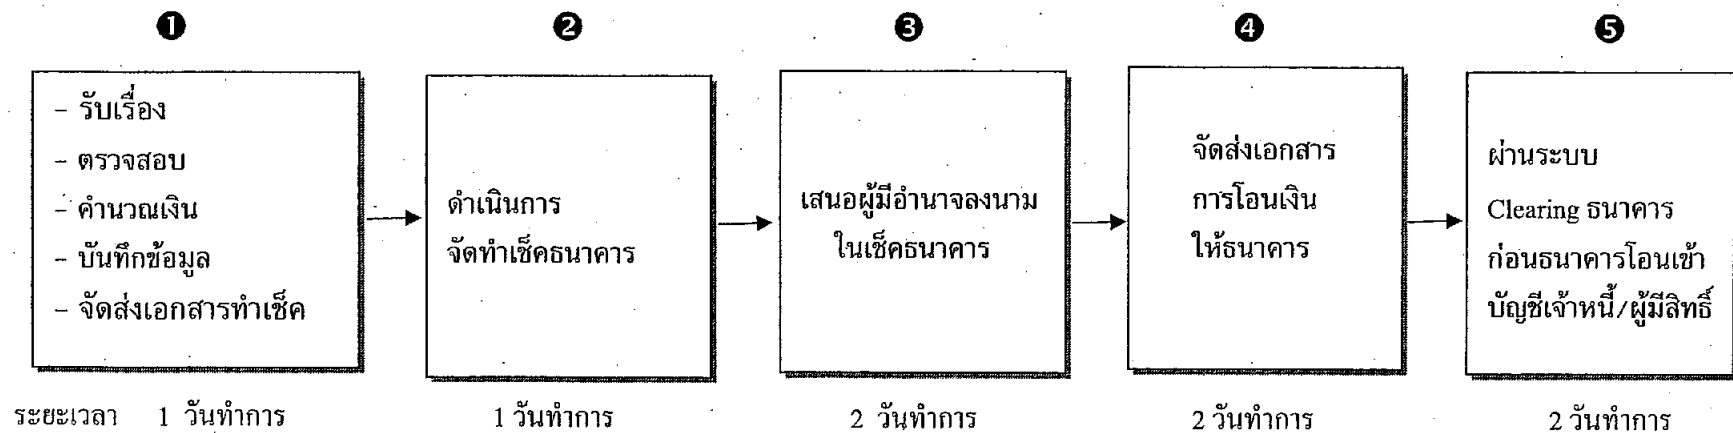 ❶
- รับเรื่อง
- ตรวจสอบ
- คำนวณเงิน
- บันทึกข้อมูล
- จัดส่งเอกสารทำเช็ค
❷
ดำเนินการ
จัดทำเช็คธนาคาร
❸
เสนอผู้มีอำนาจลงนาม
ในเช็คธนาคาร
❹
จัดส่งเอกสาร
การโอนเงิน
ให้ธนาคาร
❺
ผ่านระบบ
Clearing ธนาคาร
ก่อนธนาคารโอนเข้า
บัญชีเจ้าหนี้/ผู้มีสิทธิ์
ระยะเวลา 1 วันทำการ
1 วันทำการ
2 วันทำการ
2 วันทำการ
2 วันทำการ